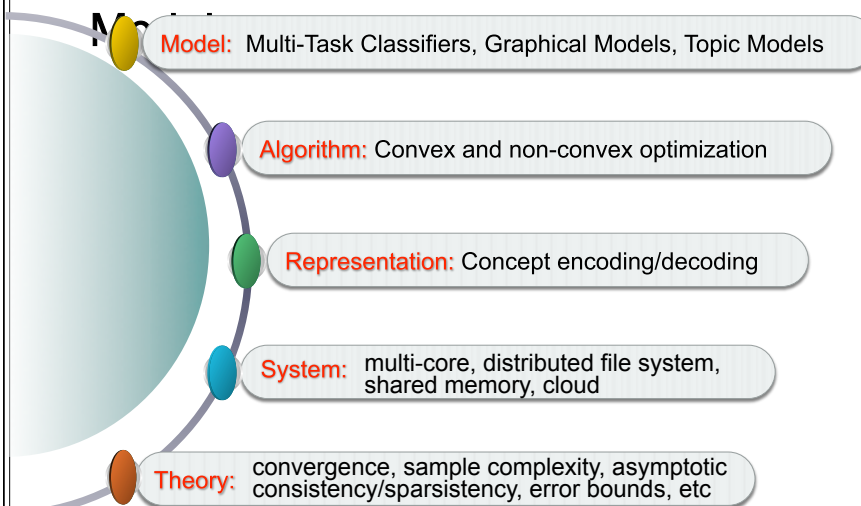 Model: Multi-Task Classifiers, Graphical Models, Topic Models
Algorithm: Convex and non-convex optimization
Representation: Concept encoding/decoding
System: multi-core, distributed file system,
shared memory, cloud
Theory: convergence, sample complexity, asymptotic
consistency/sparsistency, error bounds, etc